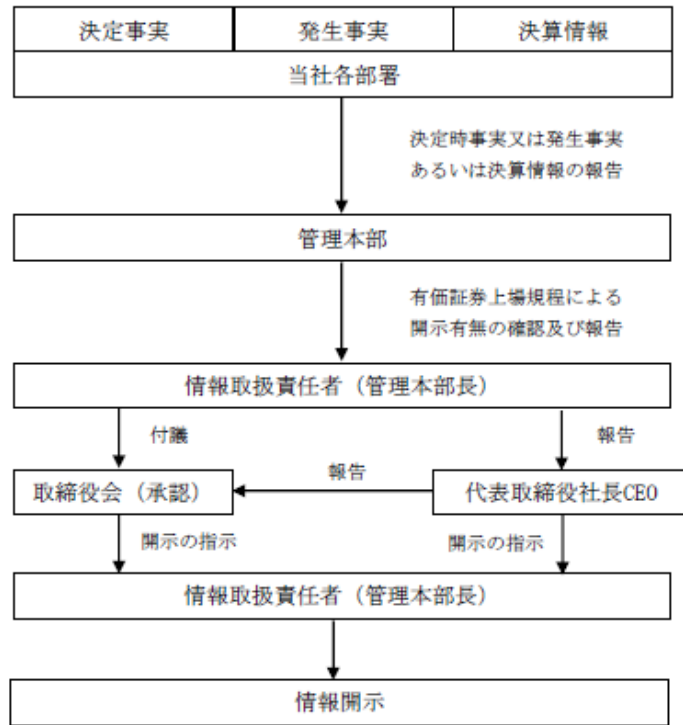 決定事実
発生事実
決算情報
当社各部署
決定時事実又は発生事実
あるいは決算情報の報告
管理本部
有価証券上場規程による
開示有無の確認及び報告
情報取扱責任者（管理本部長）
付議
報告
取締役会（承認）
報告
代表取締役社長CEO
開示の指示
開示の指示
情報取扱責任者（管理本部長）
情報開示